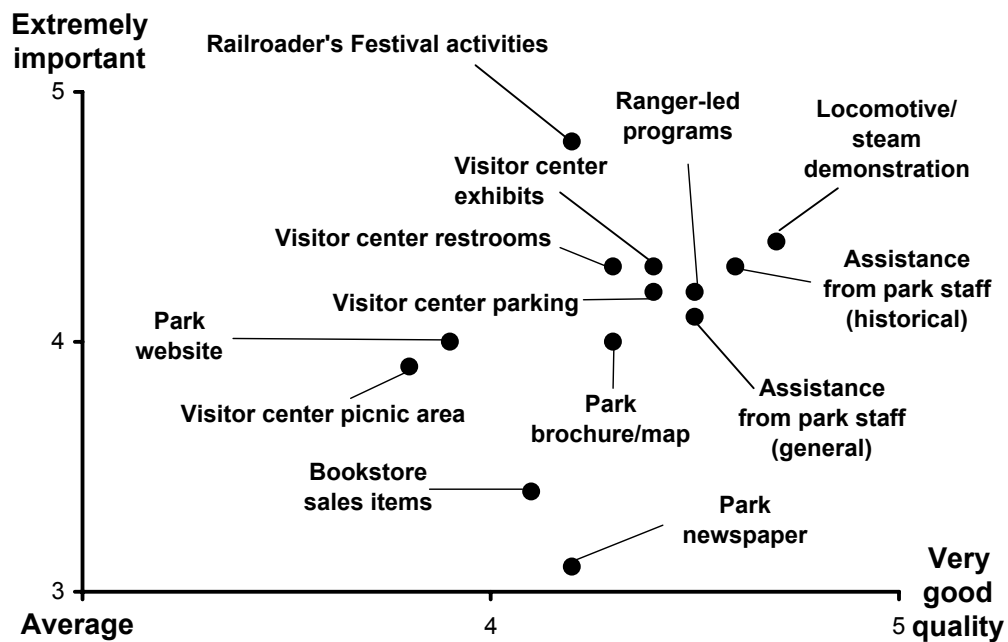 Extremely
important
Railroader's Festival activities
5
Ranger-led
programs
Locomotive/
steam
demonstration
Visitor center
exhibits
Visitor center restrooms
Assistance
from park staff
(historical)
Visitor center parking
Park
website
4
Visitor center picnic area
Park
brochure/map
Assistance
from park staff
(general)
Bookstore
sales items
Park
newspaper
3
Average
4
5
Very
good
quality